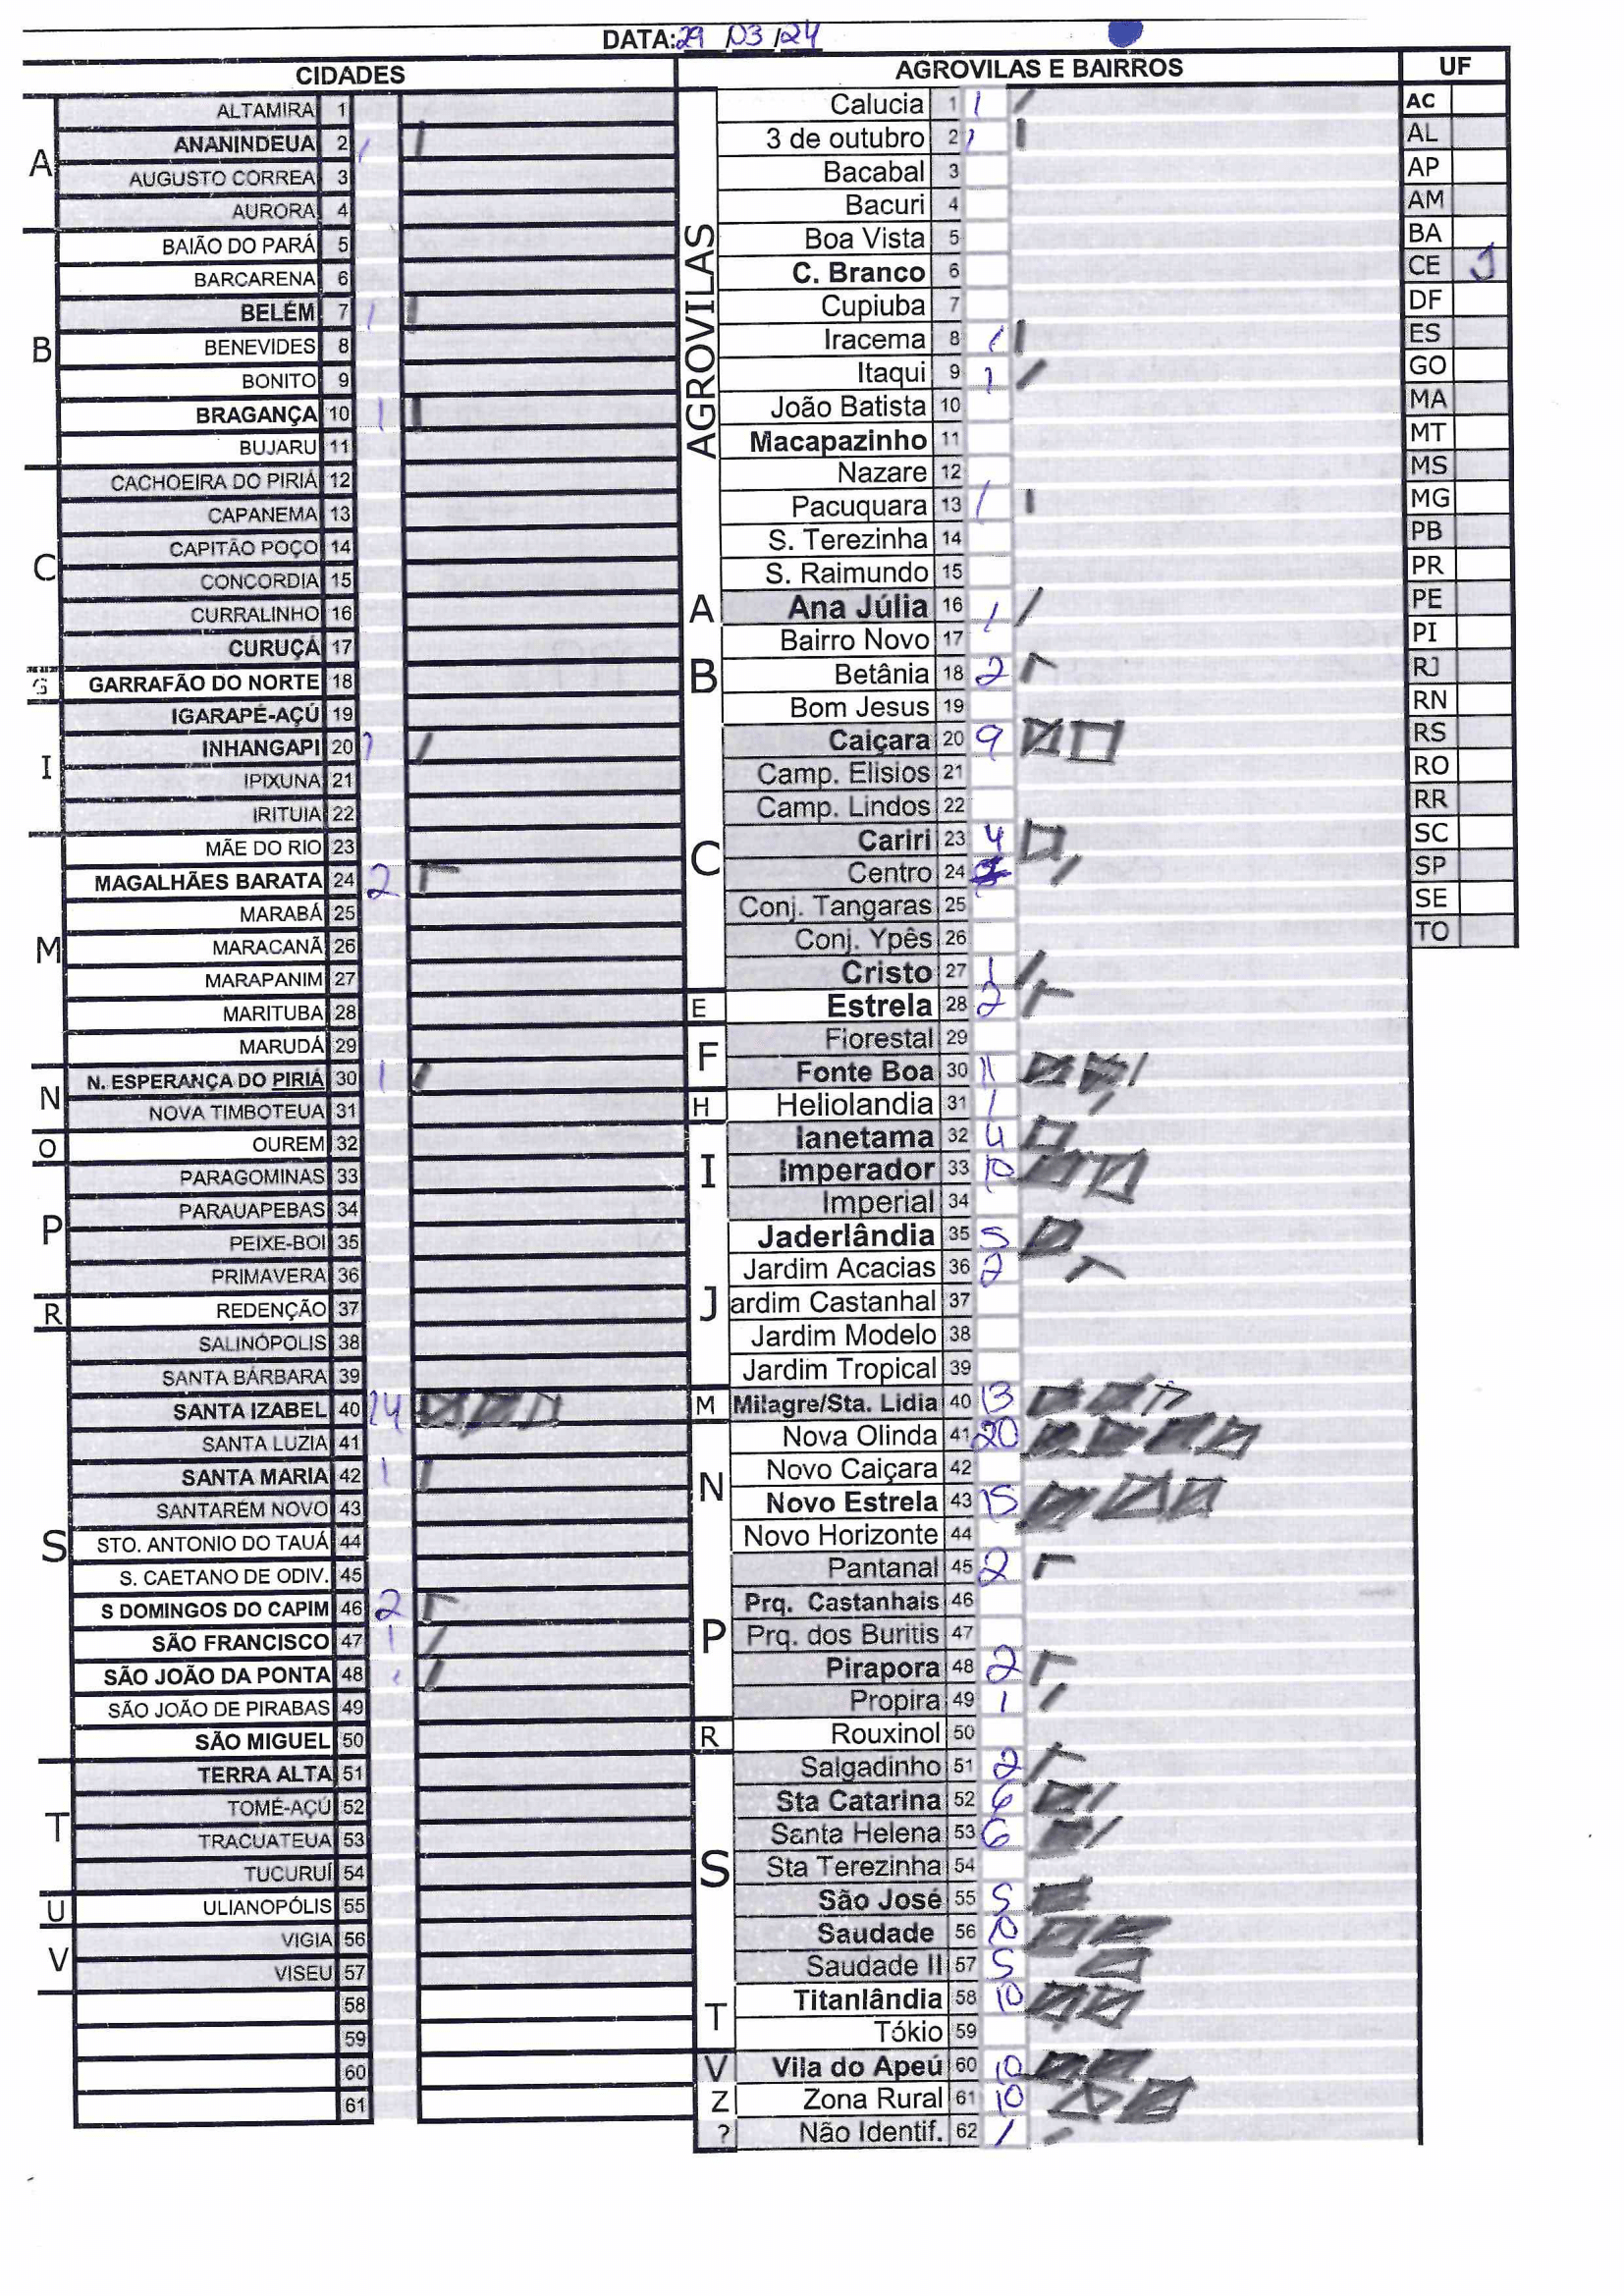 DATA: 29/03/24
CIDADES
A
ALTAMIRA 1
ANANINDEUA 2 1
AUGUSTO CORREA 3
AURORA 4
B
BAIÃO DO PARÁ 5
BARCARENA 6
BELÉM 7 1
BENEVIDES 8
BONITO 9
BRAGANÇA 10 1
BUJARU 11
C
CACHOEIRA DO PIRIÁ 12
CAPANEMA 13
CAPITÃO POÇO 14
CONCORDIA 15
CURRALINHO 16
CURUÇÁ 17
G
GARRAFÃO DO NORTE 18
I
IGARAPÉ-AÇÚ 19
INHANGAPI 20 1
IPIXUNA 21
IRITUIA 22
M
MÃE DO RIO 23
MAGALHÃES BARATA 24 2
MARABÁ 25
MARACANÃ 26
MARAPANIM 27
MARITUBA 28
MARUDÁ 29
N
N. ESPERANÇA DO PIRIÁ 30 1
NOVA TIMBOTEUA 31
O
OUREM 32
P
PARAGOMINAS 33
PARAUAPEBAS 34
PEIXE-BOI 35
PRIMAVERA 36
R
REDENÇÃO 37
S
SALINÓPOLIS 38
SANTA BÁRBARA 39
SANTA IZABEL 40 14
SANTA LUZIA 41
SANTA MARIA 42 1
SANTARÉM NOVO 43
STO. ANTONIO DO TAUÁ 44
S. CAETANO DE ODIV. 45
S DOMINGOS DO CAPIM 46 2
SÃO FRANCISCO 47 1
SÃO JOÃO DA PONTA 48 1
SÃO JOÃO DE PIRABAS 49
SÃO MIGUEL 50
T
TERRA ALTA 51
TOMÉ-AÇÚ 52
TRACUATEUA 53
TUCURUÍ 54
U
ULIANOPÓLIS 55
V
VIGIA 56
VISEU 57
58
59
60
61
AGROVILAS E BAIRROS
AGROVILAS
Calucia 1 1
3 de outubro 2 1
Bacabal 3
Bacuri 4
Boa Vista 5
C. Branco 6
Cupiuba 7
Iracema 8 1
Itaqui 9 1
João Batista 10
Macapazinho 11
Nazare 12
Pacuquara 13 1
S. Terezinha 14
S. Raimundo 15
A
Ana Júlia 16 1
B
Bairro Novo 17
Betânia 18 2
Bom Jesus 19
C
Caiçara 20 9
Camp. Elisios 21
Camp. Lindos 22
Cariri 23 4
Centro 24
Conj. Tangaras 25
Conj. Ypês 26
Cristo 27 1
E
Estrela 28 2
F
Florestal 29
Fonte Boa 30 11
H
Heliolandia 31 1
I
Ianetama 32 4
Imperador 33 10
Imperial 34
J
Jaderlândia 35 5
Jardim Acacias 36 2
ardim Castanhal 37
Jardim Modelo 38
Jardim Tropical 39
M
Milagre/Sta. Lidia 40 13
N
Nova Olinda 41 20
Novo Caiçara 42
Novo Estrela 43 15
Novo Horizonte 44
P
Pantanal 45 2
Prq. Castanhais 46
Prq. dos Buritis 47
Pirapora 48 2
Propira 49 1
R
Rouxinol 50
S
Salgadinho 51 2
Sta Catarina 52 6
Santa Helena 53 6
Sta Terezinha 54
São José 55 5
Saudade 56 10
Saudade II 57 5
T
Titanlândia 58 10
Tókio 59
V
Vila do Apeú 60 10
Z
Zona Rural 61 10
?
Não Identif. 62 1
UF
AC
AL
AP
AM
BA
CE 1
DF
ES
GO
MA
MT
MS
MG
PB
PR
PE
PI
RJ
RN
RS
RO
RR
SC
SP
SE
TO